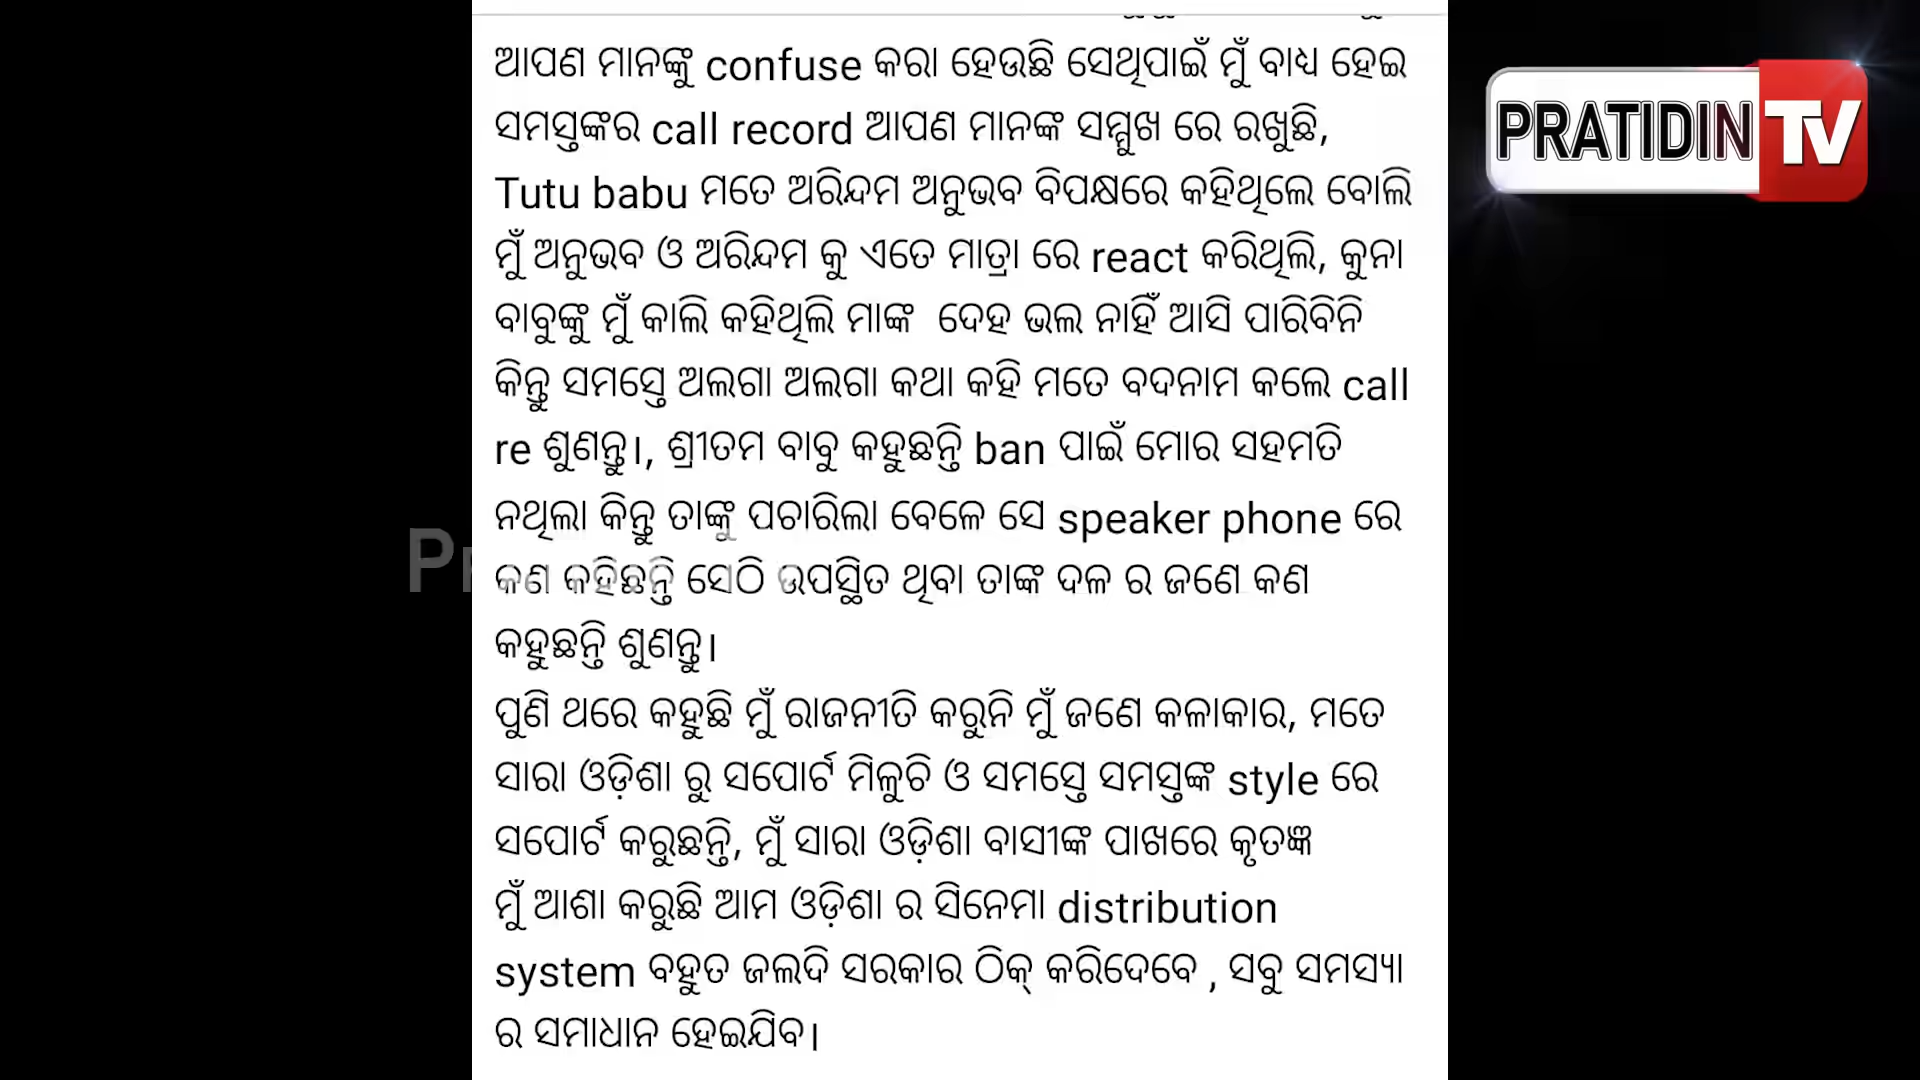 ଆପଣ ମାନଙ୍କୁ confuse କରା ହେଉଛି ସେଥିପାଇଁ ମୁଁ ବାଧ୍ୟ ହେଇ
ସମସ୍ତଙ୍କର call record ଆପଣ ମାନଙ୍କ ସମ୍ମୁଖ ରେ ରଖୁଛି,
Tutu babu ମତେ ଅରିନ୍ଦମ ଅନୁଭବ ବିପକ୍ଷରେ କହିଥିଲେ ବୋଲି
ମୁଁ ଅନୁଭବ ଓ ଅରିନ୍ଦମ କୁ ଏତେ ମାତ୍ରା ରେ react କରିଥିଲି, କୁନା
ବାବୁଙ୍କୁ ମୁଁ କାଲି କହିଥିଲି ମାଙ୍କ ଦେହ ଭଲ ନାହିଁ ଆସି ପାରିବିନି
କିନ୍ତୁ ସମସ୍ତେ ଅଲଗା ଅଲଗା କଥା କହି ମତେ ବଦନାମ କଲେ call
re ଶୁଣନ୍ତୁ।, ଶ୍ରୀତମ ବାବୁ କହୁଛନ୍ତି ban ପାଇଁ ମୋର ସହମତି
ନଥିଲା କିନ୍ତୁ ତାଙ୍କୁ ପଚାରିଲା ବେଳେ ସେ speaker phone ରେ
କଣ କହିଛନ୍ତି ସେଠି ଉପସ୍ଥିତ ଥିବା ତାଙ୍କ ଦଳ ର ଜଣେ କଣ
କହୁଛନ୍ତି ଶୁଣନ୍ତୁ।
ପୁଣି ଥରେ କହୁଛି ମୁଁ ରାଜନୀତି କରୁନି ମୁଁ ଜଣେ କଳାକାର, ମତେ
ସାରା ଓଡ଼ିଶା ରୁ ସପୋର୍ଟ ମିଳୁଚି ଓ ସମସ୍ତେ ସମସ୍ତଙ୍କ style ରେ
ସପୋର୍ଟ କରୁଛନ୍ତି, ମୁଁ ସାରା ଓଡ଼ିଶା ବାସୀଙ୍କ ପାଖରେ କୃତଜ୍ଞ
ମୁଁ ଆଶା କରୁଛି ଆମ ଓଡ଼ିଶା ର ସିନେମା distribution
system ବହୁତ ଜଲଦି ସରକାର ଠିକ୍ କରିଦେବେ , ସବୁ ସମସ୍ୟା
ର ସମାଧାନ ହେଇଯିବ।
PRATIDIN TV